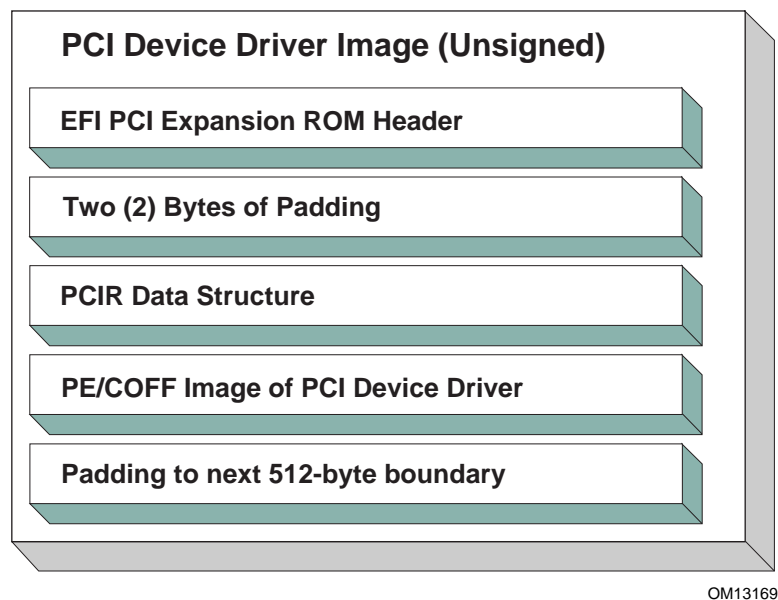 PCI Device Driver Image (Unsigned)
EFI PCI Expansion ROM Header
Two (2) Bytes of Padding
PCIR Data Structure
PE/COFF Image of PCI Device Driver
Padding to next 512-byte boundary
OM13169